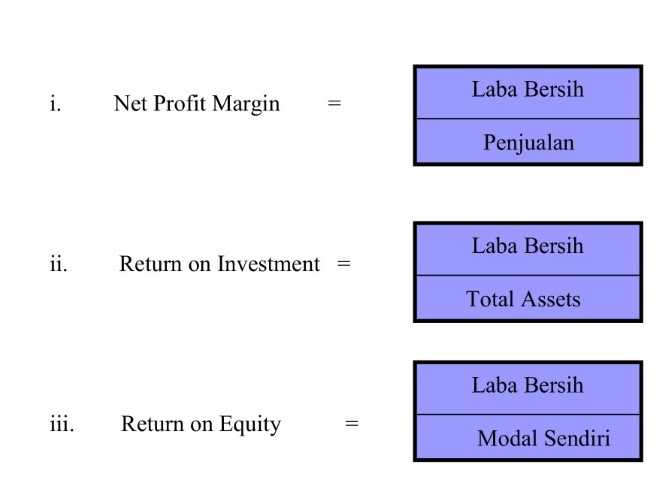 i. Net Profit Margin = Laba Bersih
Penjualan
ii. Return on Investment = Laba Bersih
Total Assets
iii. Return on Equity = Laba Bersih
Modal Sendiri